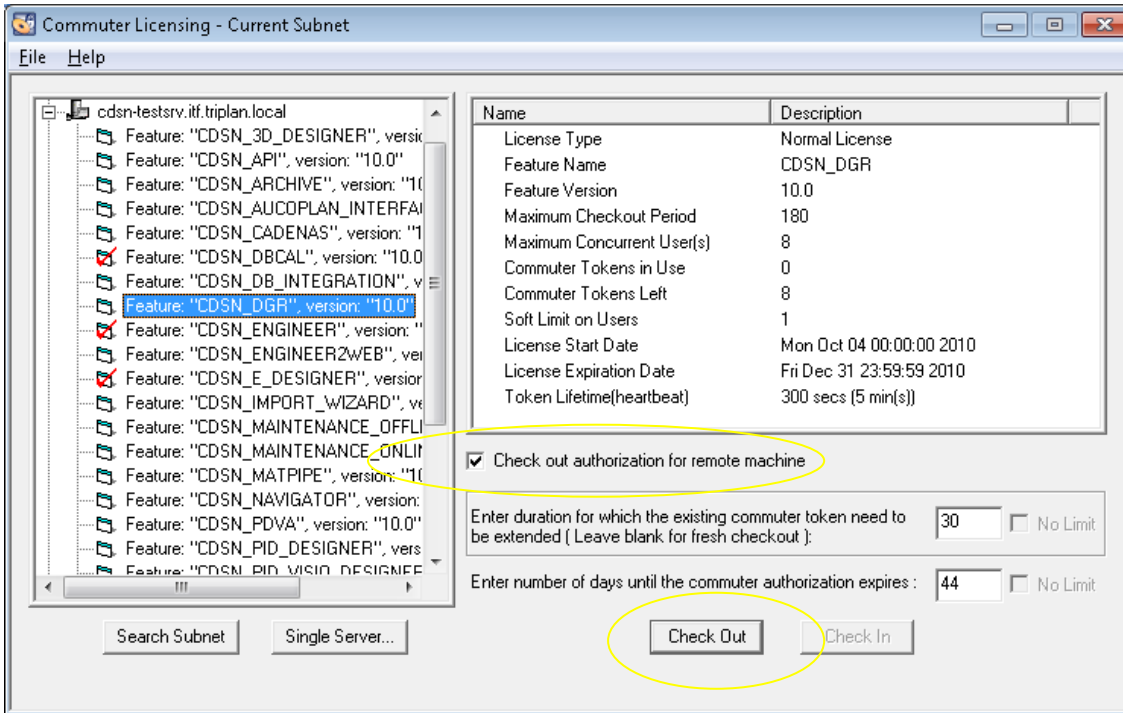 Commuter Licensing - Current Subnet
File Help
cdsn-testsrv.itf.triplan.local
Feature: "CDSN_3D_DESIGNER", versi
Feature: "CDSN_API", version: "10.0"
Feature: "CDSN_ARCHIVE", version: "1
Feature: "CDSN_AUCOPLAN_INTERFA
Feature: "CDSN_CADENAS", version: "1
Feature: "CDSN_DBCAL", version: "10.0
Feature: "CDSN_DB_INTEGRATION", v
Feature: "CDSN_DGR", version: "10.0"
Feature: "CDSN_ENGINEER", version: "
Feature: "CDSN_ENGINEER2WEB", ve
Feature: "CDSN_E_DESIGNER", version
Feature: "CDSN_IMPORT_WIZARD", ve
Feature: "CDSN_MAINTENANCE_OFFLI
Feature: "CDSN_MAINTENANCE_ONLIN
Feature: "CDSN_MATPIPE", version: "10
Feature: "CDSN_NAVIGATOR", version:
Feature: "CDSN_PDVA", version: "10.0"
Feature: "CDSN_PID_DESIGNER", vers
Feature: "CDSN_PID_VISIO_DESIGNER
Search Subnet Single Server...
Name Description
License Type Normal License
Feature Name CDSN_DGR
Feature Version 10.0
Maximum Checkout Period 180
Maximum Concurrent User(s) 8
Commuter Tokens in Use 0
Commuter Tokens Left 8
Soft Limit on Users 1
License Start Date Mon Oct 04 00:00:00 2010
License Expiration Date Fri Dec 31 23:59:59 2010
Token Lifetime(heartbeat) 300 secs (5 min(s))
Check out authorization for remote machine
Enter duration for which the existing commuter token need to
be extended ( Leave blank for fresh checkout ): 30 No Limit
Enter number of days until the commuter authorization expires : 44 No Limit
Check Out Check In